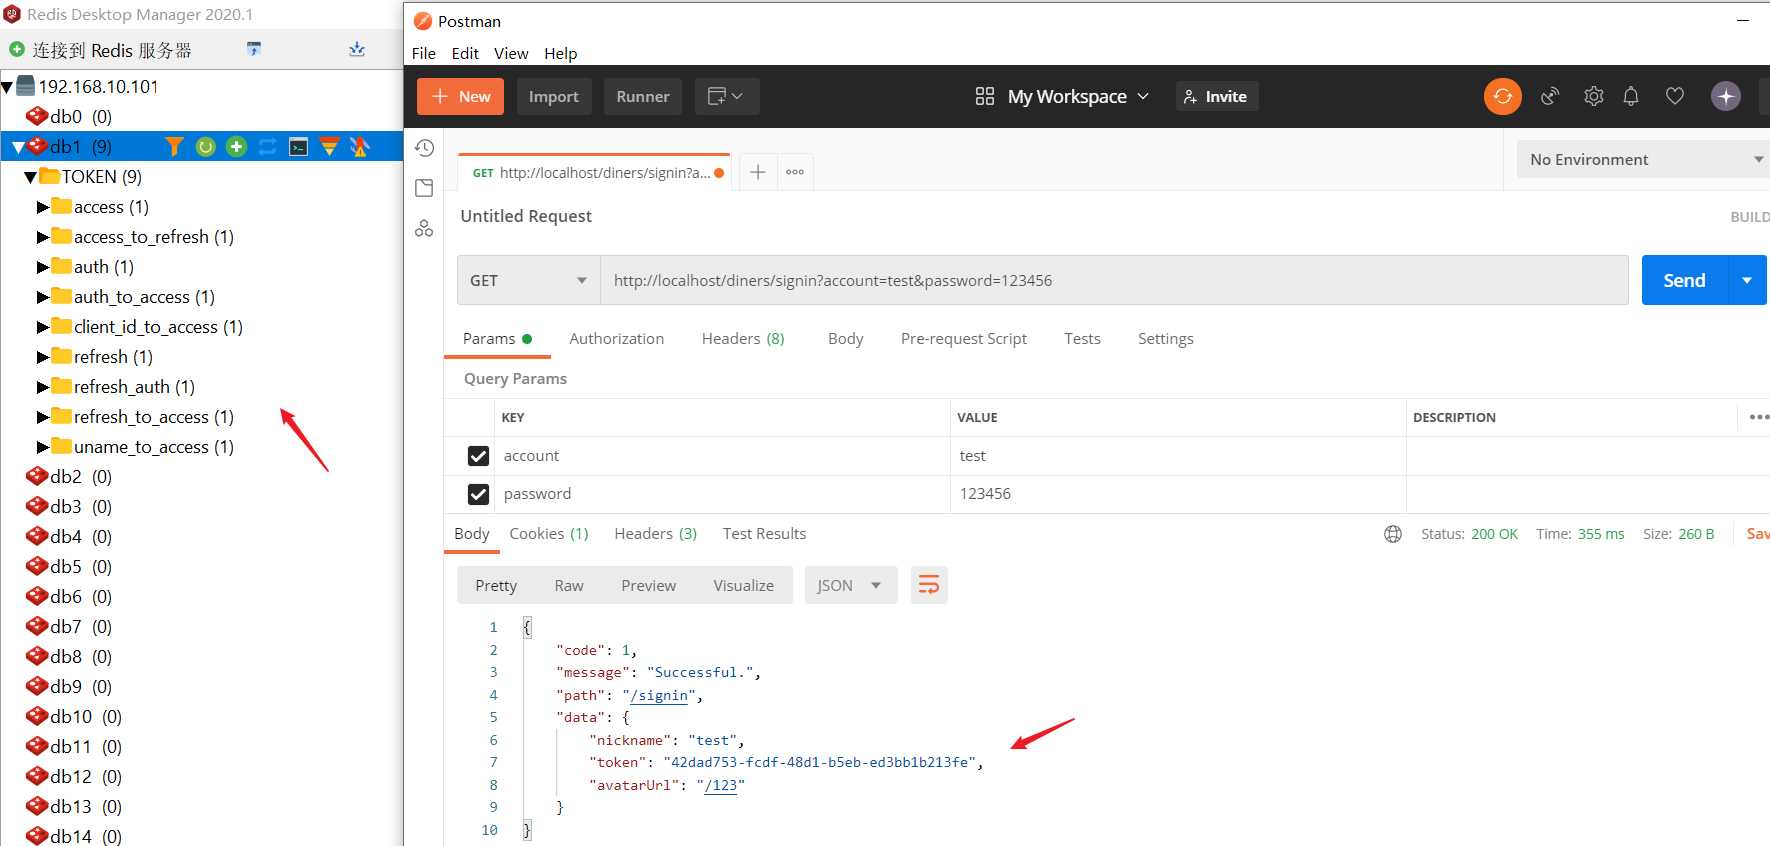 Redis Desktop Manager 2020.1
连接到 Redis 服务器
192.168.10.101
db0 (0)
db1 (9)
TOKEN (9)
access (1)
access_to_refresh (1)
auth (1)
auth_to_access (1)
client_id_to_access (1)
refresh (1)
refresh_auth (1)
refresh_to_access (1)
uname_to_access (1)
db2 (0)
db3 (0)
db4 (0)
db5 (0)
db6 (0)
db7 (0)
db8 (0)
db9 (0)
db10 (0)
db11 (0)
db12 (0)
db13 (0)
db14 (0)
Postman
File Edit View Help
New Import Runner My Workspace Invite
GET http://localhost/diners/signin?a... No Environment
Untitled Request BUILD
GET http://localhost/diners/signin?account=test&password=123456 Send
Params Authorization Headers (8) Body Pre-request Script Tests Settings
Query Params
KEY VALUE DESCRIPTION
account test
password 123456
Body Cookies (1) Headers (3) Test Results Status: 200 OK Time: 355 ms Size: 260 B Sav
Pretty Raw Preview Visualize JSON
1 {
2 "code": 1,
3 "message": "Successful.",
4 "path": "/signin",
5 "data": {
6 "nickname": "test",
7 "token": "42dad753-fcdf-48d1-b5eb-ed3bb1b213fe",
8 "avatarUrl": "/123"
9 }
10 }